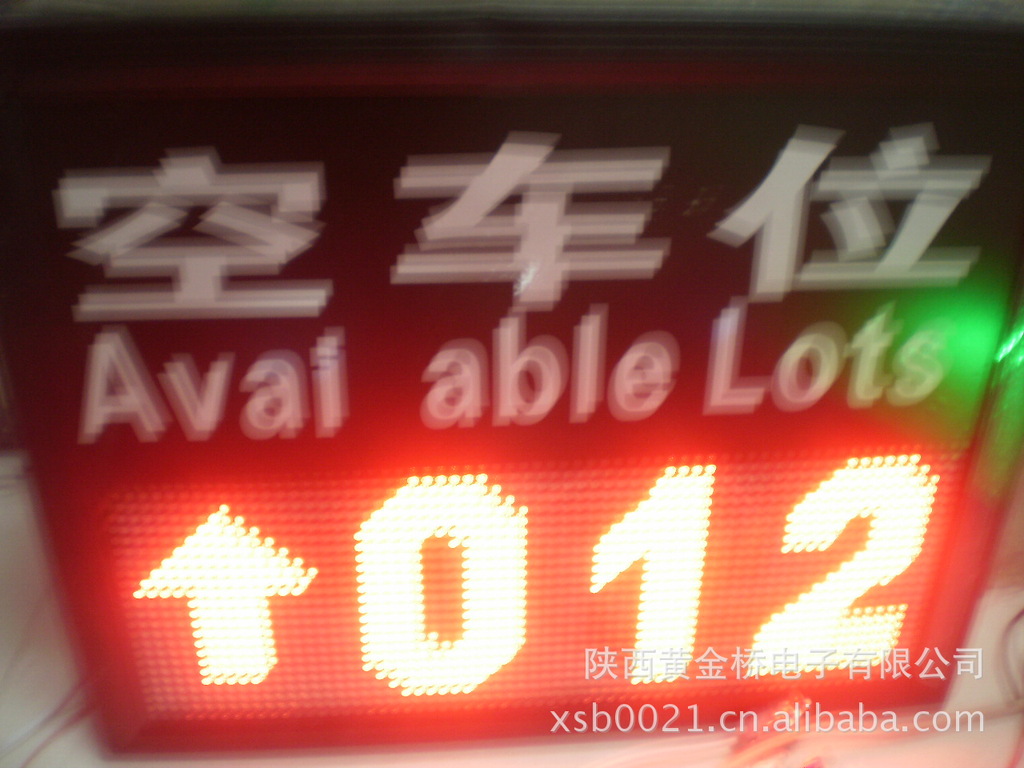 空车位
Avai able Lots
↑012
陕西黄金桥电子有限公司
xsb0021.cn.alibaba.com